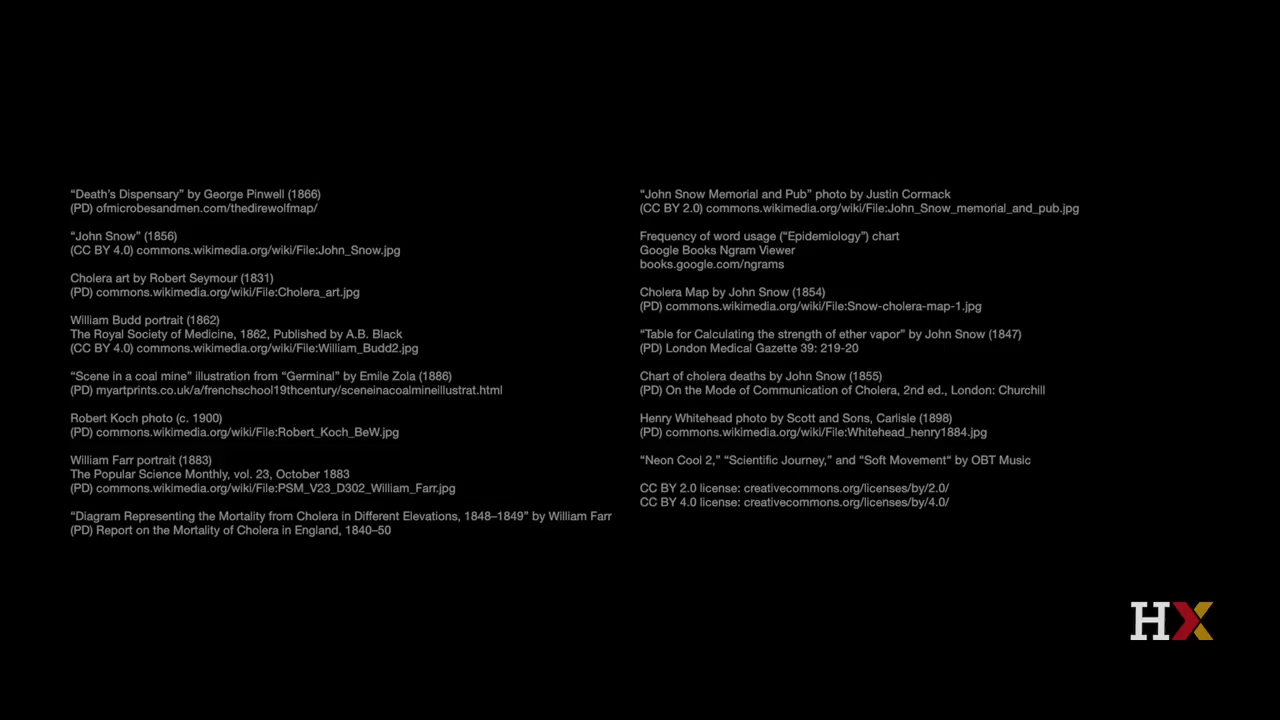 “Death’s Dispensary” by George Pinwell (1866)
(PD) ofmicrobesandmen.com/thedirewolfmap/
“John Snow” (1856)
(CC BY 4.0) commons.wikimedia.org/wiki/File:John_Snow.jpg
Cholera art by Robert Seymour (1831)
(PD) commons.wikimedia.org/wiki/File:Cholera_art.jpg
William Budd portrait (1862)
The Royal Society of Medicine, 1862, Published by A.B. Black
(CC BY 4.0) commons.wikimedia.org/wiki/File:William_Budd2.jpg
“Scene in a coal mine” illustration from “Germinal” by Emile Zola (1886)
(PD) myartprints.co.uk/a/frenchschool19thcentury/sceneinacoalmineillustrat.html
Robert Koch photo (c. 1900)
(PD) commons.wikimedia.org/wiki/File:Robert_Koch_BeW.jpg
William Farr portrait (1883)
The Popular Science Monthly, vol. 23, October 1883
(PD) commons.wikimedia.org/wiki/File:PSM_V23_D302_William_Farr.jpg
“Diagram Representing the Mortality from Cholera in Different Elevations, 1848–1849” by William Farr
(PD) Report on the Mortality of Cholera in England, 1840–50
“John Snow Memorial and Pub” photo by Justin Cormack
(CC BY 2.0) commons.wikimedia.org/wiki/File:John_Snow_memorial_and_pub.jpg
Frequency of word usage (“Epidemiology”) chart
Google Books Ngram Viewer
books.google.com/ngrams
Cholera Map by John Snow (1854)
(PD) commons.wikimedia.org/wiki/File:Snow-cholera-map-1.jpg
“Table for Calculating the strength of ether vapor” by John Snow (1847)
(PD) London Medical Gazette 39: 219-20
Chart of cholera deaths by John Snow (1855)
(PD) On the Mode of Communication of Cholera, 2nd ed., London: Churchill
Henry Whitehead photo by Scott and Sons, Carlisle (1898)
(PD) commons.wikimedia.org/wiki/File:Whitehead_henry1884.jpg
“Neon Cool 2,” “Scientific Journey,” and “Soft Movement“ by OBT Music
CC BY 2.0 license: creativecommons.org/licenses/by/2.0/
CC BY 4.0 license: creativecommons.org/licenses/by/4.0/
HX